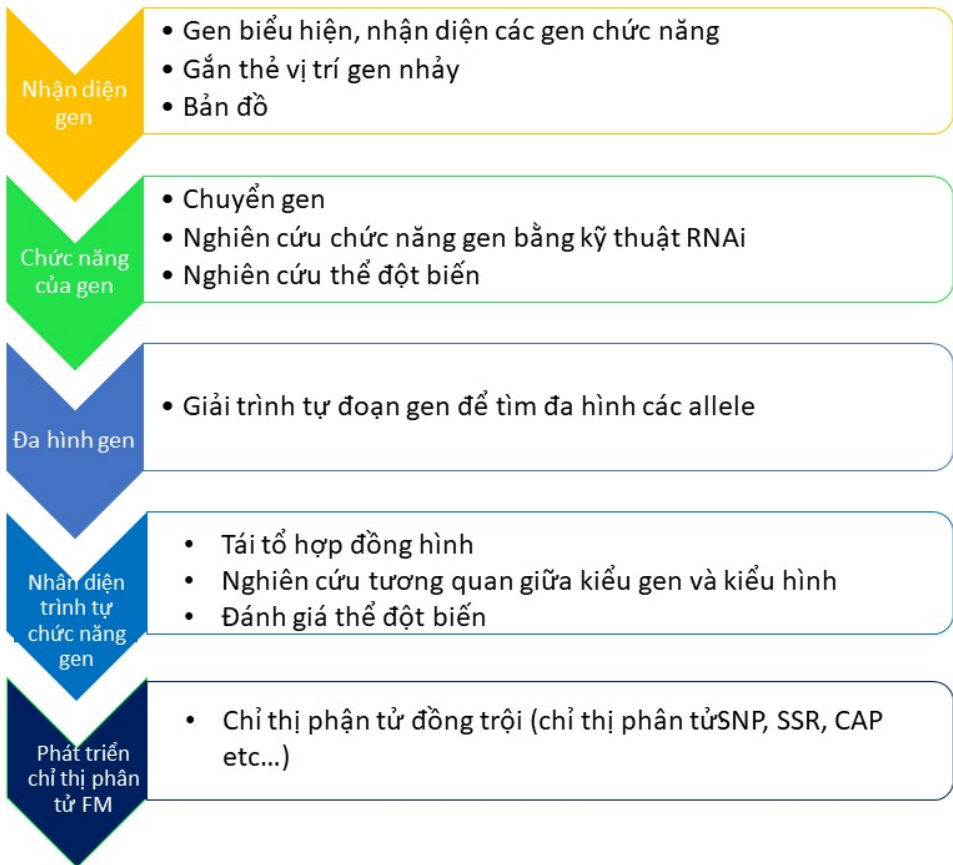 Nhận diện
gen
• Gen biểu hiện, nhận diện các gen chức năng
• Gắn thẻ vị trí gen nhảy
• Bản đồ
Chức năng
của gen
• Chuyển gen
• Nghiên cứu chức năng gen bằng kỹ thuật RNAi
• Nghiên cứu thể đột biến
Đa hình gen
• Giải trình tự đoạn gen để tìm đa hình các allele
Nhân diện
trình tự
chức năng
gen
• Tái tổ hợp đồng hình
• Nghiên cứu tương quan giữa kiểu gen và kiểu hình
• Đánh giá thể đột biến
Phát triển
chỉ thị phân
tử FM
• Chỉ thị phận tử đồng trội (chỉ thị phân tửSNP, SSR, CAP
etc...)